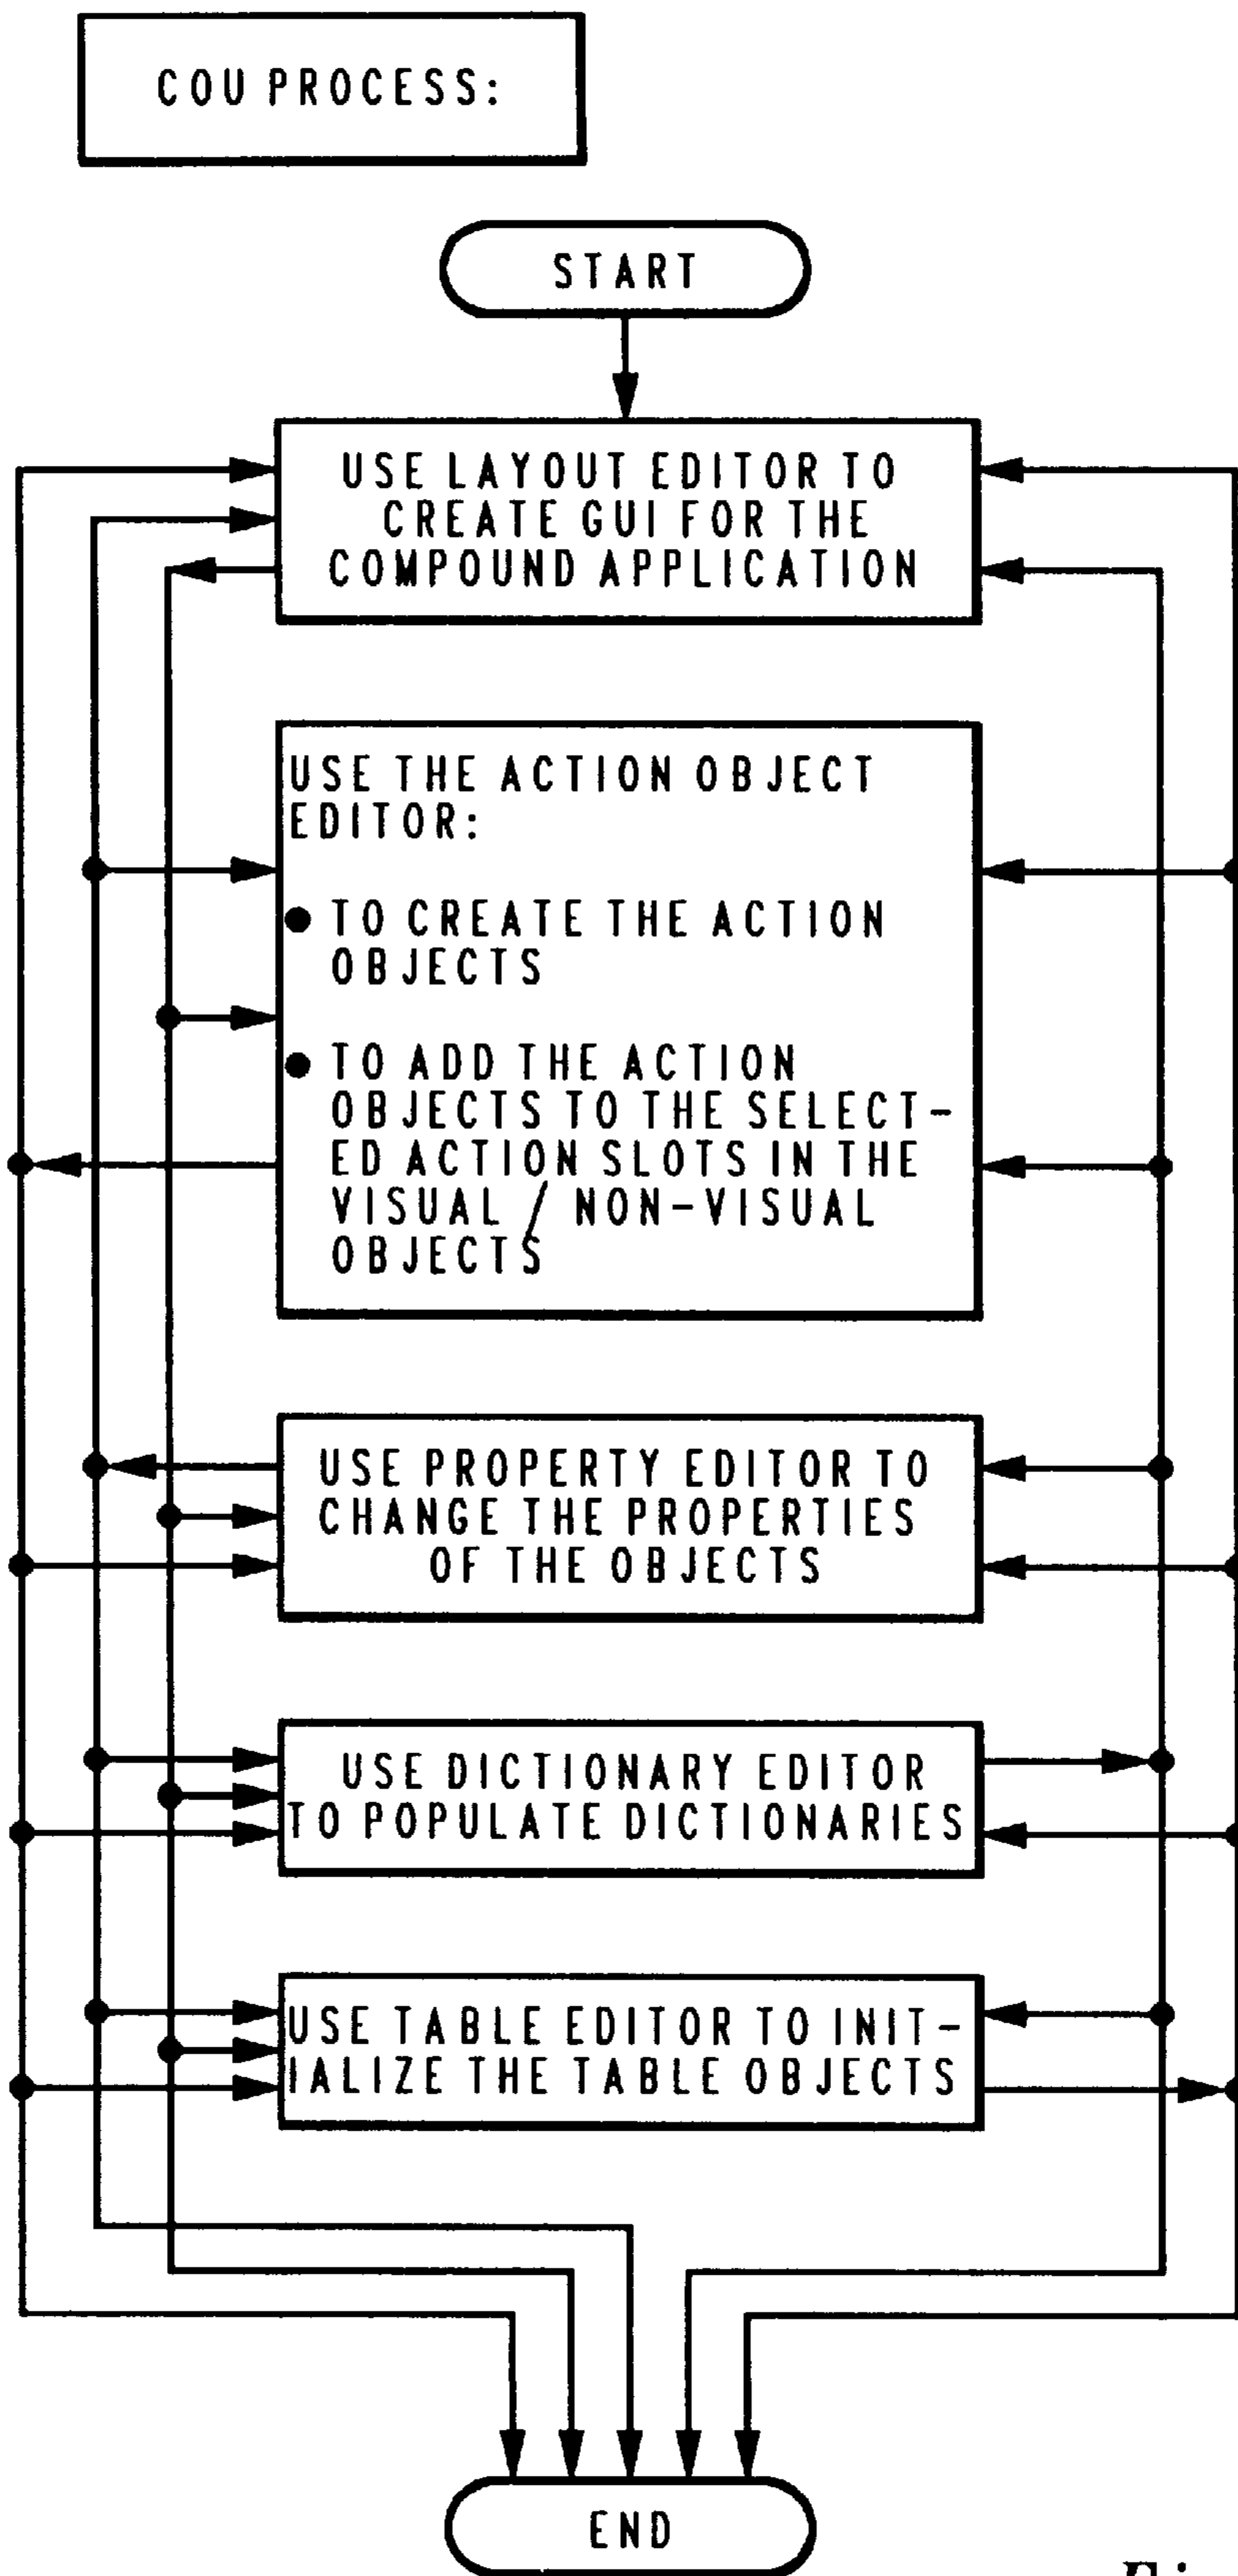 COU PROCESS:
START
USE LAYOUT EDITOR TO
CREATE GUI FOR THE
COMPOUND APPLICATION
USE THE ACTION OBJECT
EDITOR:
● TO CREATE THE ACTION
OBJECTS
● TO ADD THE ACTION
OBJECTS TO THE SELECT-
ED ACTION SLOTS IN THE
VISUAL / NON-VISUAL
OBJECTS
USE PROPERTY EDITOR TO
CHANGE THE PROPERTIES
OF THE OBJECTS
USE DICTIONARY EDITOR
TO POPULATE DICTIONARIES
USE TABLE EDITOR TO INIT-
IALIZE THE TABLE OBJECTS
END